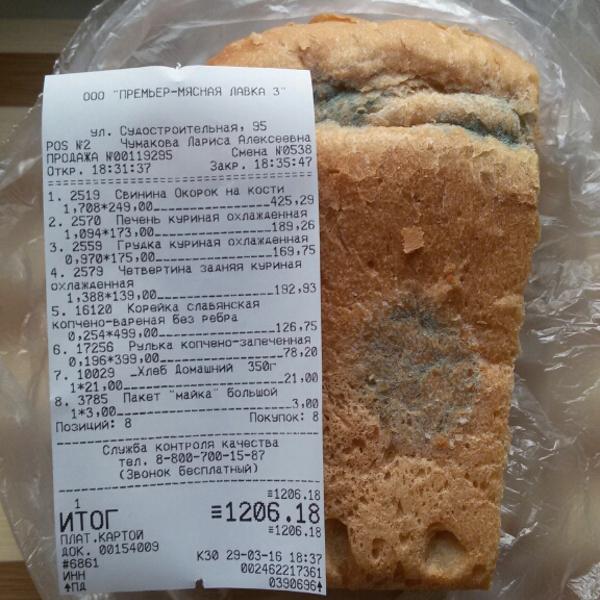 ООО "ПРЕМЬЕР-МЯСНАЯ ЛАВКА 3"
ул. Судостроительная, 95
POS №2 Чумакова Лариса Алексеевна
ПРОДАЖА №00119295 Смена №0538
Откр. 18:31:37 Закр. 18:35:47
1. 2519 Свинина Окорок на кости
1,708*249,00 425,29
2. 2570 Печень куриная охлажденная
1,094*173,00 189,26
3. 2559 Грудка куриная охлажденная
0,970*175,00 169,75
4. 2579 Четвертина задняя куриная
охлажденная
1,388*139,00 192,93
5. 16120 Корейка славянская
копчено-вареная без ребра
0,254*499,00 126,75
6. 17256 Рулька копчено-запеченная
0,196*399,00 78,20
7. 10029 _Хлеб Домашний 350г
1*21,00 21,00
8. 3785 Пакет "майка" большой
1*3,00 3,00
Позиций: 8 Покупок: 8
Служба контроля качества
тел. 8-800-700-15-87
(Звонок бесплатный)
1 ≡1206.18
ИТОГ ≡1206.18
ПЛАТ.КАРТОЙ ≡1206.18
ДОК. 00154009
#6861 КЗ0 29-03-16 18:37
ИНН 002462217361
ПД 0390696